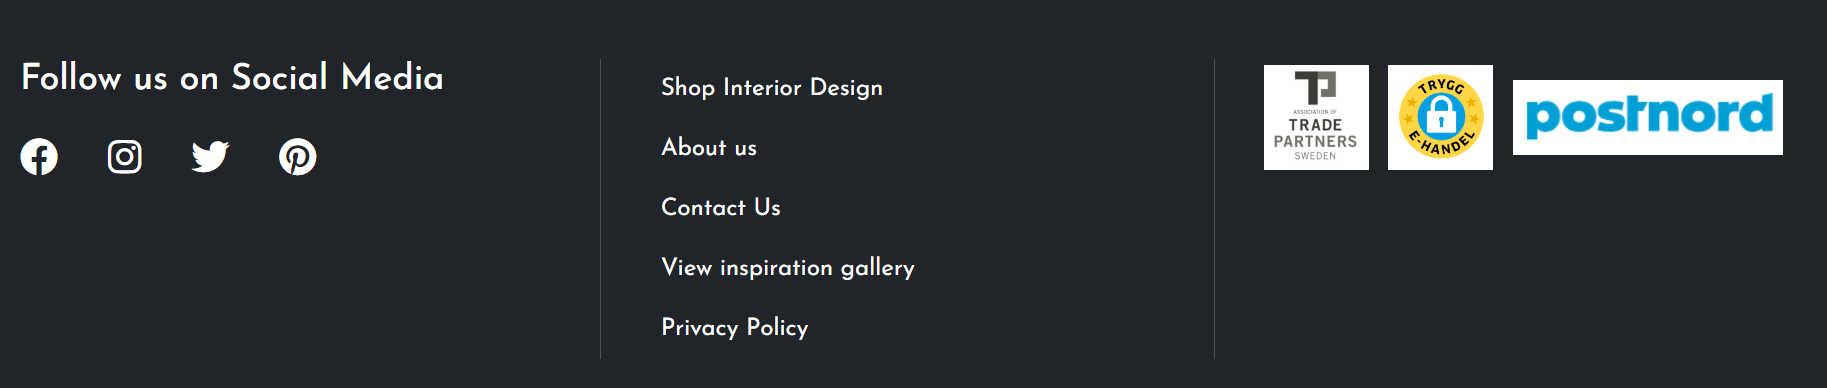 Follow us on Social Media
Shop Interior Design
About us
Contact Us
View inspiration gallery
Privacy Policy
TP
ASSOCIATION OF
TRADE
PARTNERS
SWEDEN
TRYGG
E-HANDEL
postnord